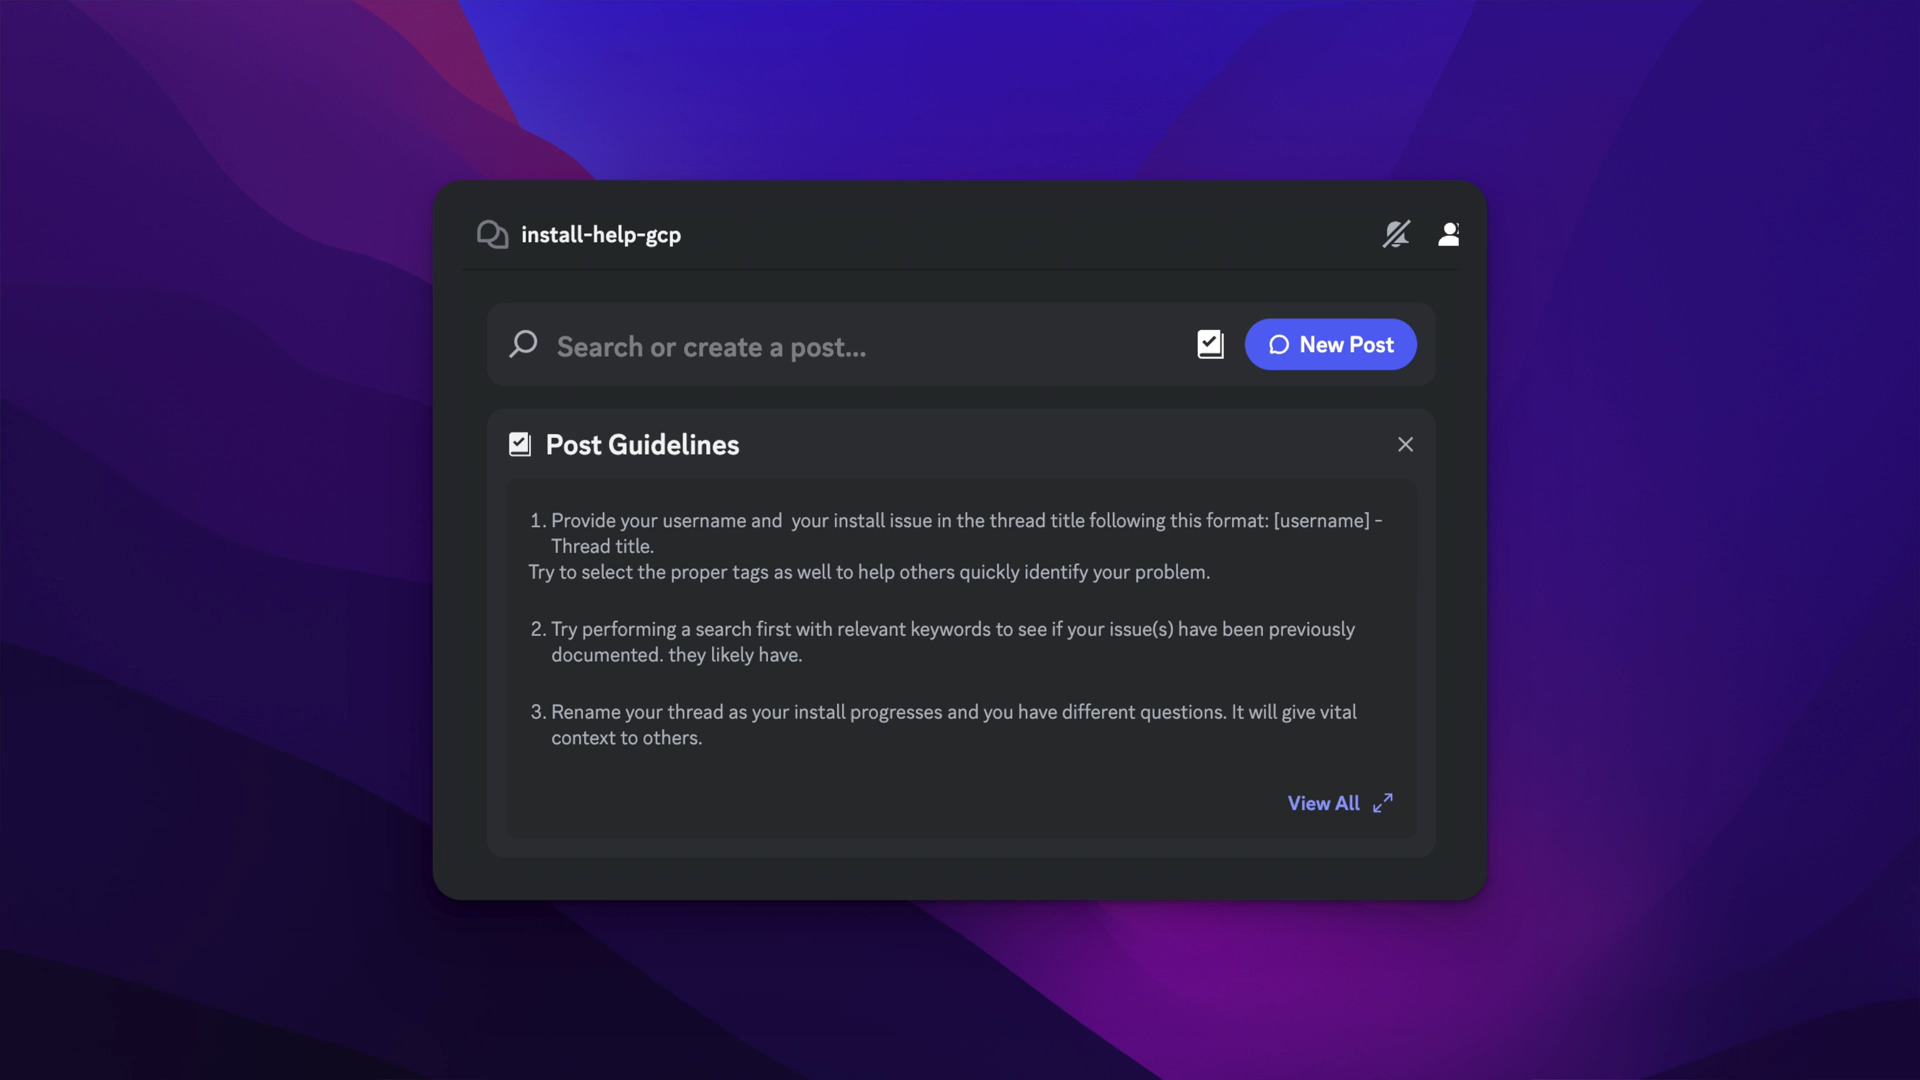 install-help-gcp
Search or create a post...
New Post
Post Guidelines
1. Provide your username and  your install issue in the thread title following this format: [username] -
Thread title.
Try to select the proper tags as well to help others quickly identify your problem.
2. Try performing a search first with relevant keywords to see if your issue(s) have been previously
documented. they likely have.
3. Rename your thread as your install progresses and you have different questions. It will give vital
context to others.
View All